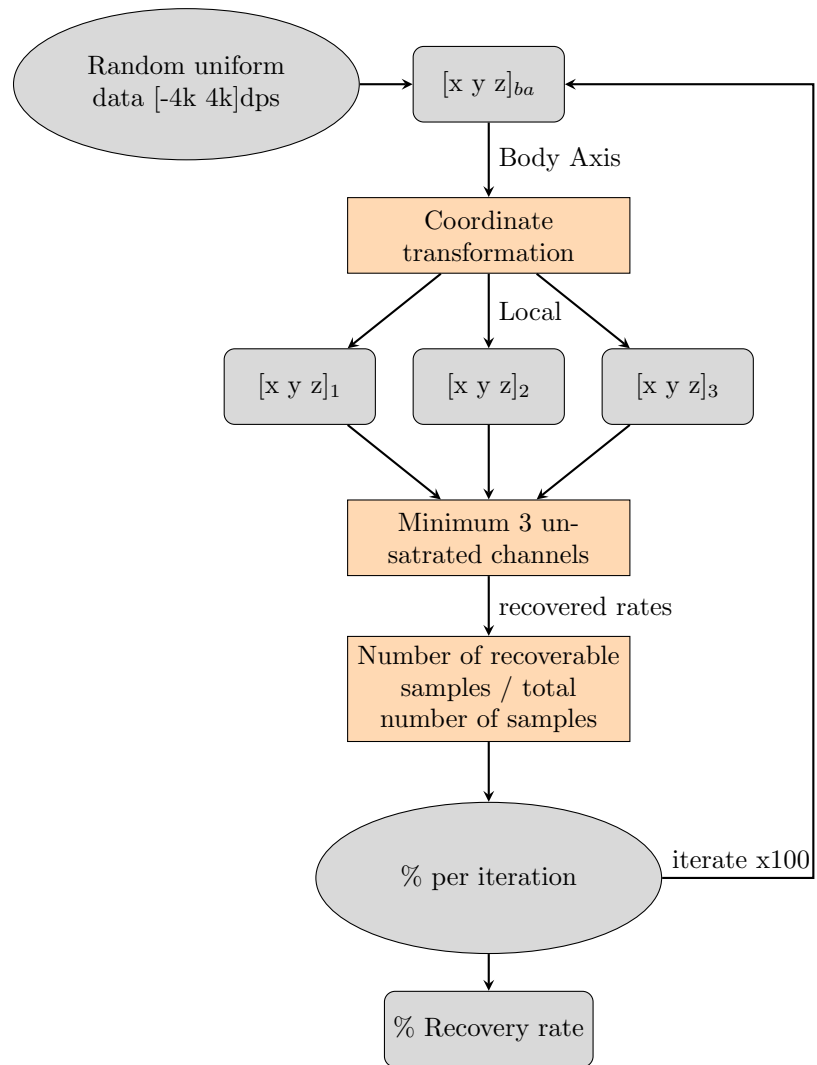 Random uniform
data [-4k 4k]dps
[x y z]ba
Body Axis
Coordinate
transformation
Local
[x y z]1
[x y z]2
[x y z]3
Minimum 3 un-
satrated channels
recovered rates
Number of recoverable
samples / total
number of samples
% per iteration
iterate x100
% Recovery rate